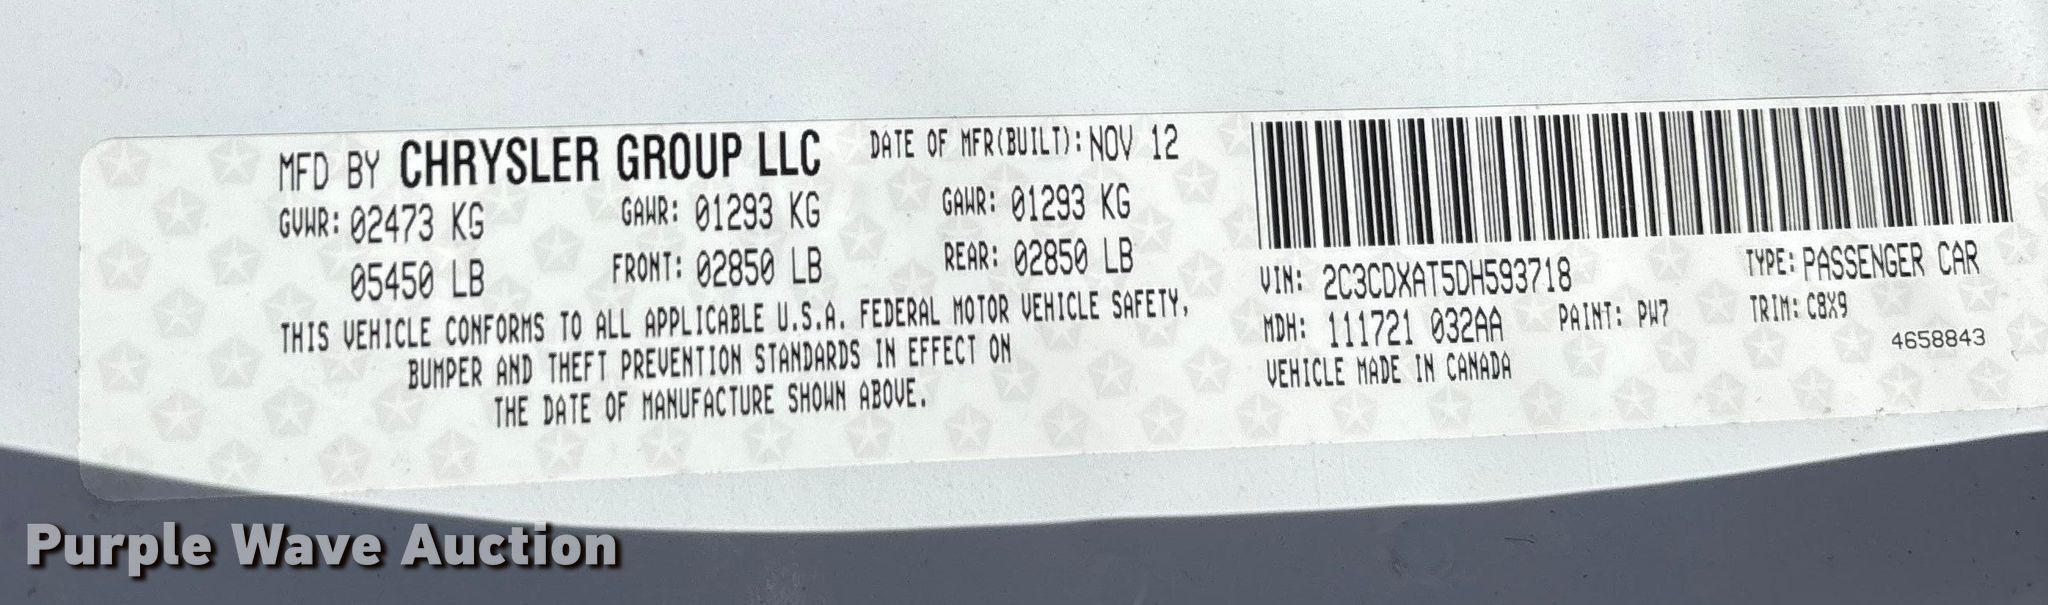 MFD BY CHRYSLER GROUP LLC DATE OF MFR(BUILT): NOV 12
GVWR: 02473 KG GAWR: 01293 KG GAWR: 01293 KG
05450 LB FRONT: 02850 LB REAR: 02850 LB
THIS VEHICLE CONFORMS TO ALL APPLICABLE U.S.A. FEDERAL MOTOR VEHICLE SAFETY,
BUMPER AND THEFT PREVENTION STANDARDS IN EFFECT ON
THE DATE OF MANUFACTURE SHOWN ABOVE.
VIN: 2C3CDXAT5DH593718 TYPE: PASSENGER CAR
MDH: 111721 032AA PAINT: PW7 TRIM: C8X9
VEHICLE MADE IN CANADA 4658843
Purple Wave Auction